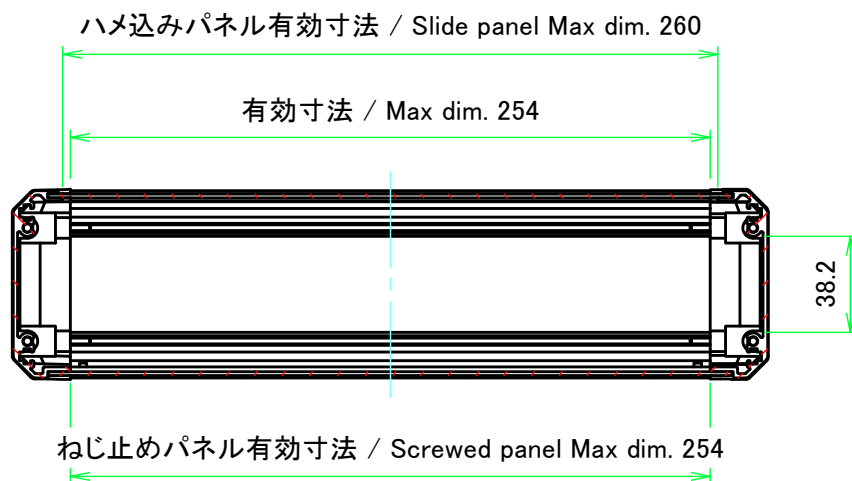 ハメ込みパネル有効寸法 / Slide panel Max dim. 260
有効寸法 / Max dim. 254
38.2
ねじ止めパネル有効寸法 / Screwed panel Max dim. 254